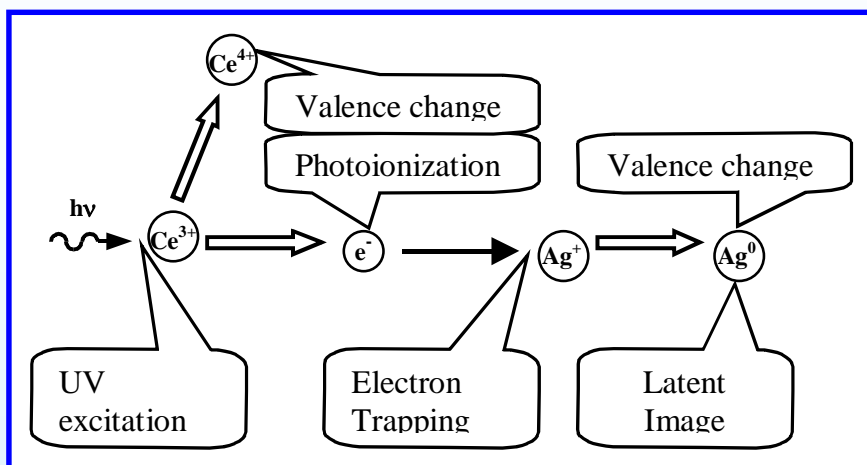 Ce⁴⁺
Valence change
Photoionization
Valence change
hν
Ce³⁺
e⁻
Ag⁺
Ag⁰
UV
excitation
Electron
Trapping
Latent
Image